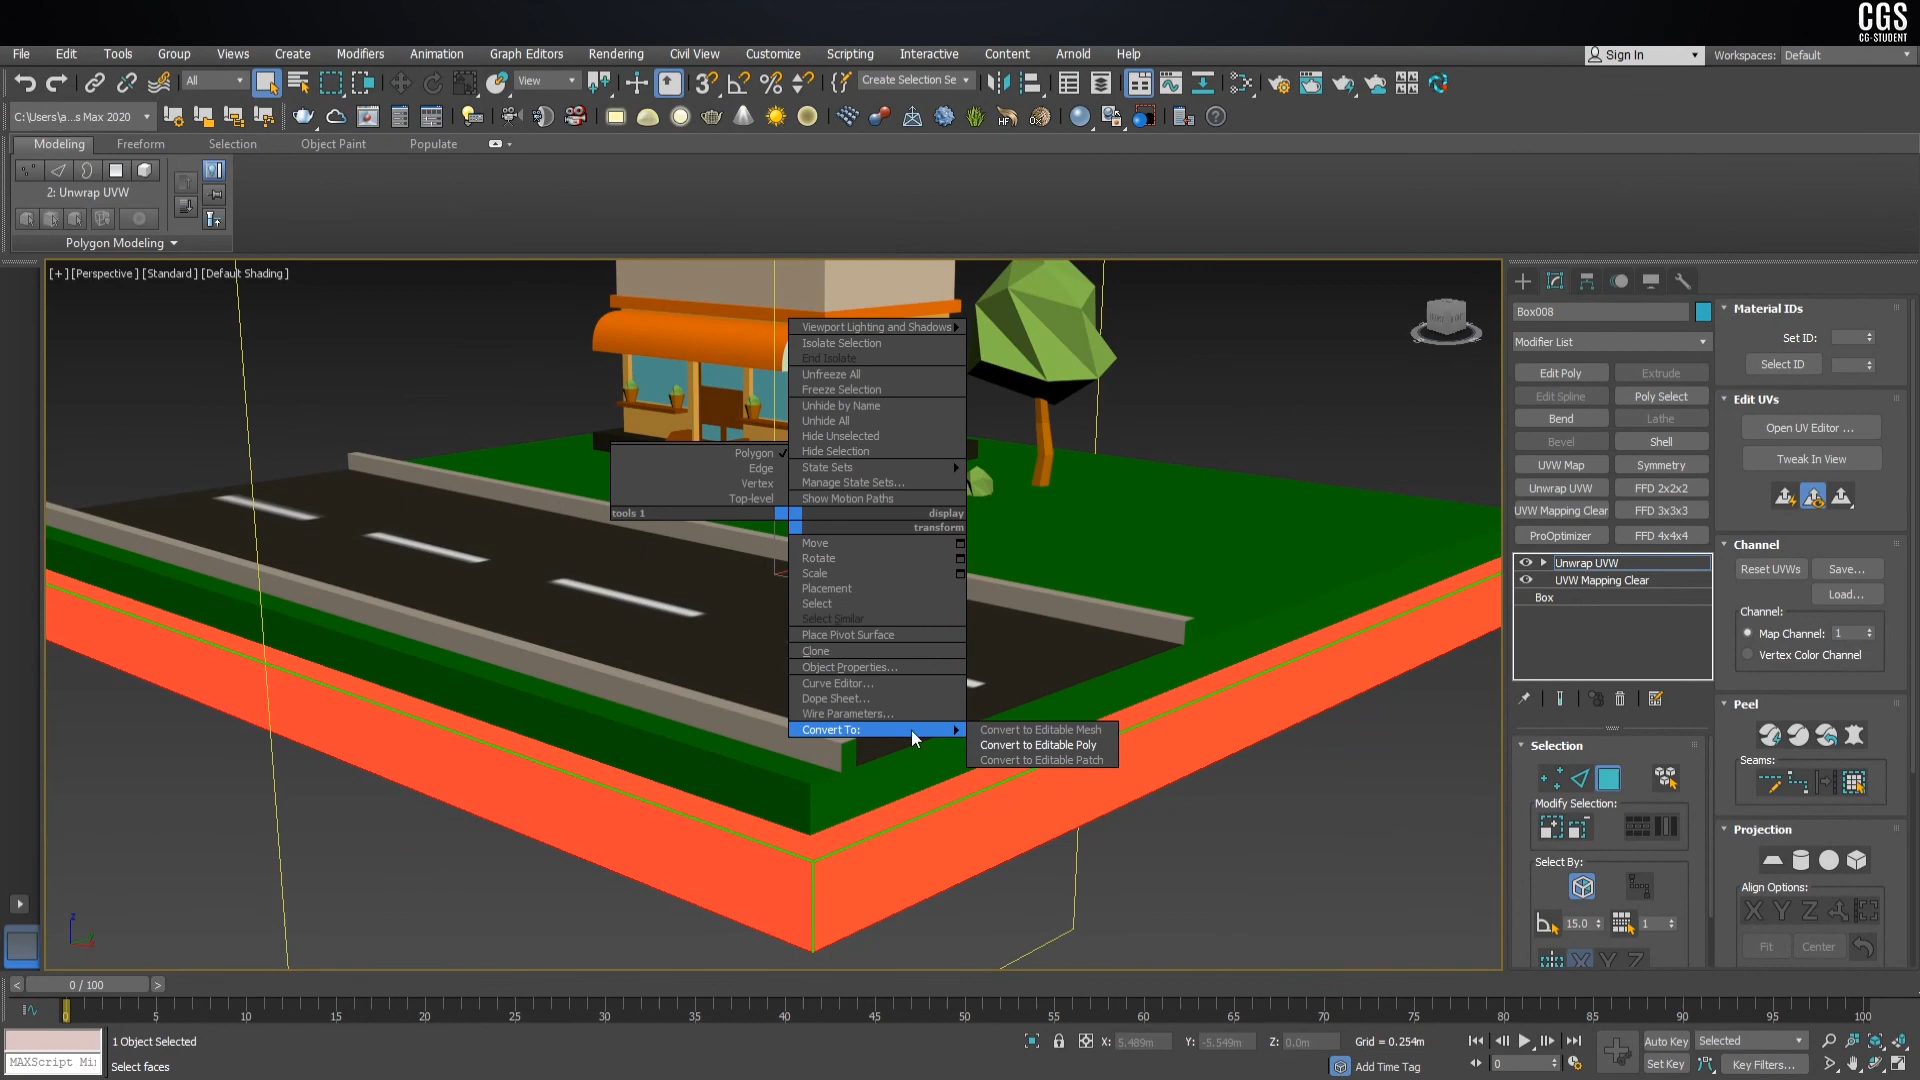 CGS
CG-STUDENT
File Edit Tools Group Views Create Modifiers Animation Graph Editors Rendering Civil View Customize Scripting Interactive Content Arnold Help
Sign In Workspaces: Default
All View Create Selection Se
C:\Users\a...s Max 2020
Modeling Freeform Selection Object Paint Populate
2: Unwrap UVW
Polygon Modeling
[+] [Perspective] [Standard] [Default Shading]
Viewport Lighting and Shadows
Isolate Selection
End Isolate
Unfreeze All
Freeze Selection
Unhide by Name
Unhide All
Hide Unselected
Hide Selection
State Sets
Manage State Sets...
Show Motion Paths
Polygon
Edge
Vertex
Top-level
tools 1 display
transform
Move
Rotate
Scale
Placement
Select
Select Similar
Place Pivot Surface
Clone
Object Properties...
Curve Editor...
Dope Sheet...
Wire Parameters...
Convert To:
Convert to Editable Mesh
Convert to Editable Poly
Convert to Editable Patch
Box008
Modifier List
Edit Poly Extrude
Edit Spline Poly Select
Bend Lathe
Bevel Shell
UVW Map Symmetry
Unwrap UVW FFD 2x2x2
UVW Mapping Clear FFD 3x3x3
ProOptimizer FFD 4x4x4
Unwrap UVW
UVW Mapping Clear
Box
Selection
Modify Selection:
Select By:
15.0 1
X Y Z
Material IDs
Set ID:
Select ID
Edit UVs
Open UV Editor ...
Tweak In View
Channel
Reset UVWs Save...
Load...
Channel:
Map Channel: 1
Vertex Color Channel
Peel
Seams:
Projection
Align Options:
X Y Z
Fit Center
< 0 / 100 >
0 5 10 15 20 25 30 35 40 45 50 55 60 65 70 75 80 85 90 95 100
1 Object Selected
MAXScript Mi
Select faces
X: 5.489m Y: -5.549m Z: 0.0m Grid = 0.254m
Add Time Tag
0
Auto Key Selected
Set Key Key Filters...